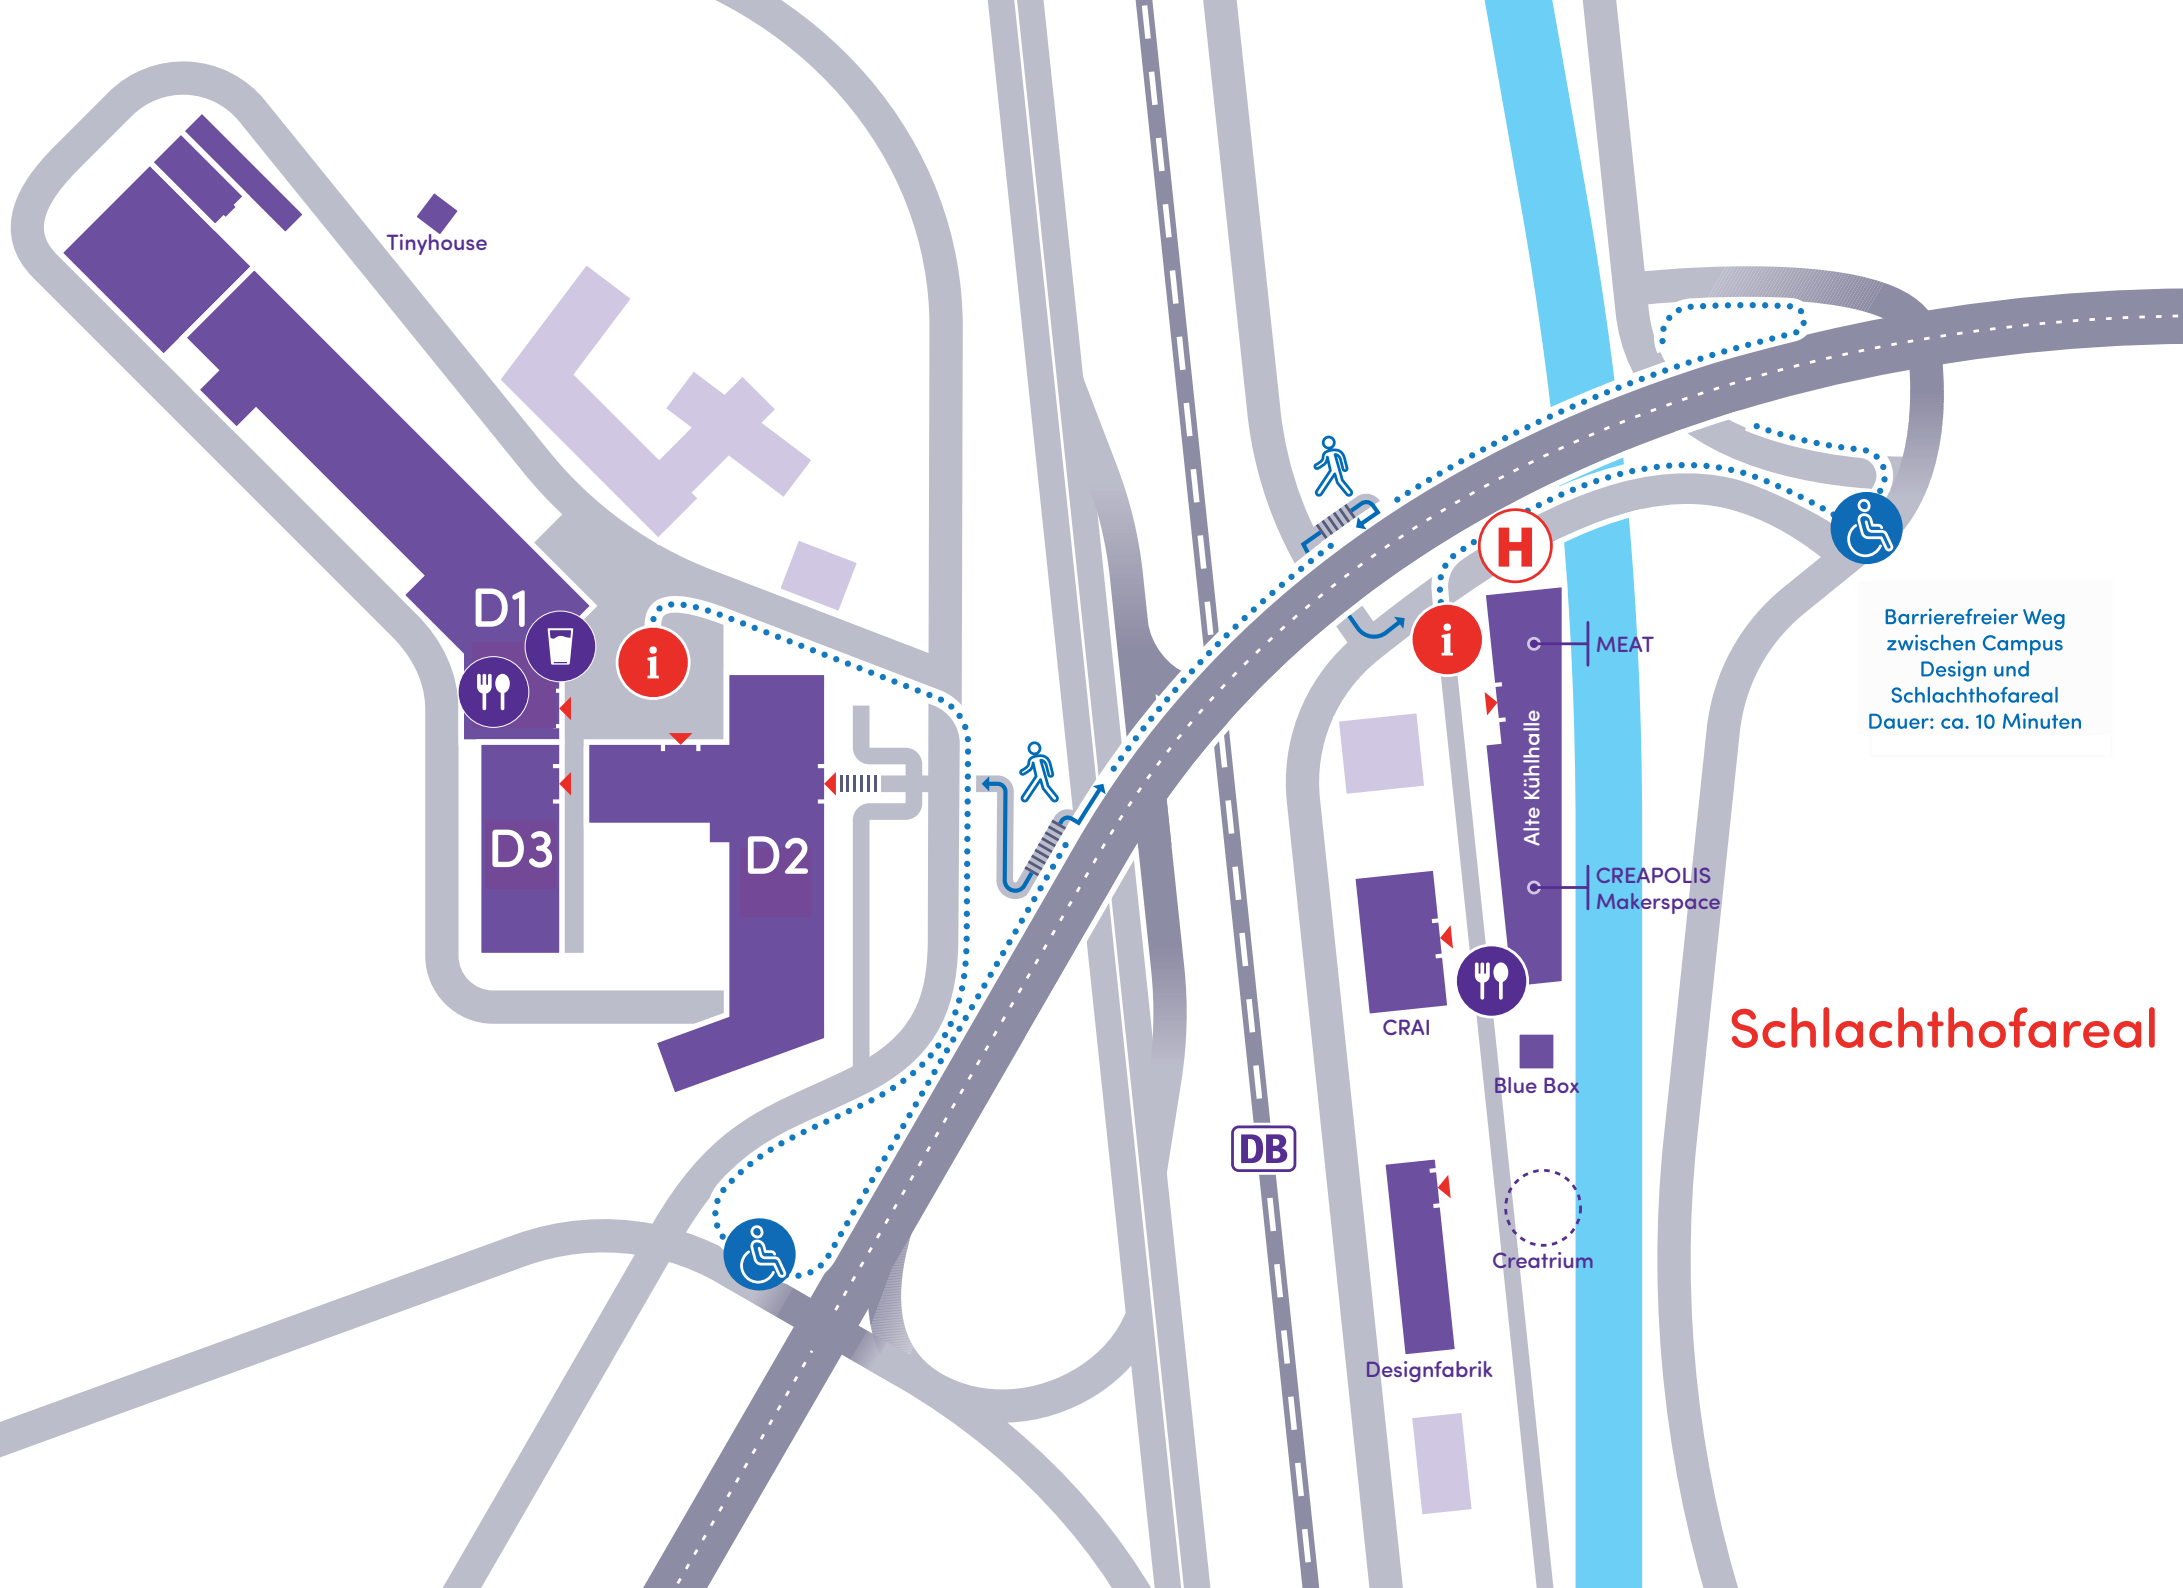 Tinyhouse
D1
i
H
i
MEAT
Barrierefreier Weg
zwischen Campus
Design und
Schlachthofareal
Dauer: ca. 10 Minuten
Alte Kühlhalle
D3
D2
CREAPOLIS
Makerspace
CRAI
Schlachthofareal
Blue Box
DB
Creatrium
Designfabrik